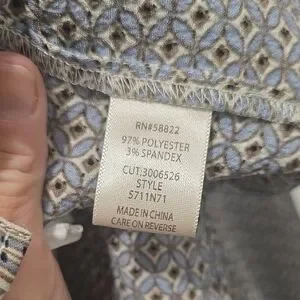 RN#58822
97% POLYESTER
3% SPANDEX
CUT:3006526
STYLE
5711N71
MADE IN CHINA
CARE ON REVERSE